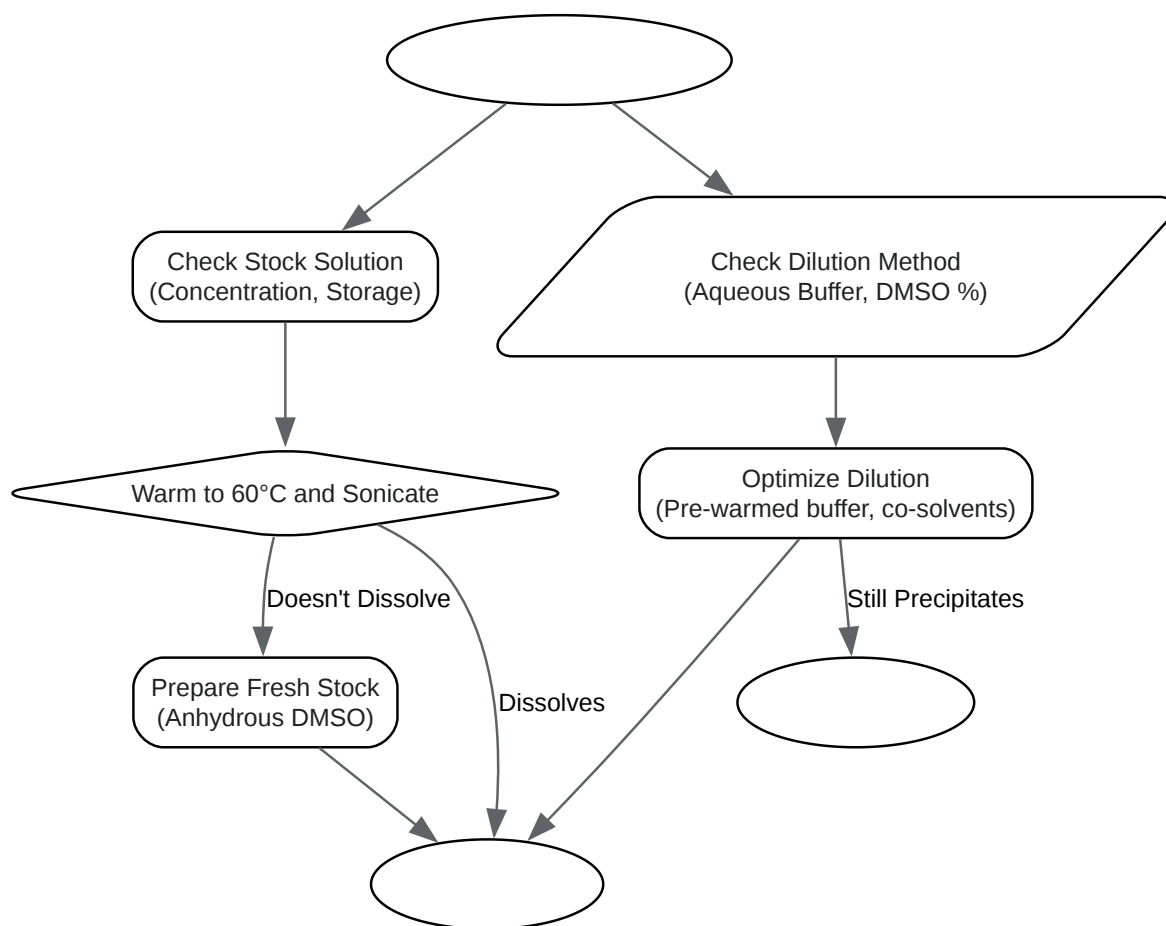 Check Stock Solution
(Concentration, Storage)
Check Dilution Method
(Aqueous Buffer, DMSO %)
Warm to 60°C and Sonicate
Optimize Dilution
(Pre-warmed buffer, co-solvents)
Doesn't Dissolve
Still Precipitates
Prepare Fresh Stock
(Anhydrous DMSO)
Dissolves